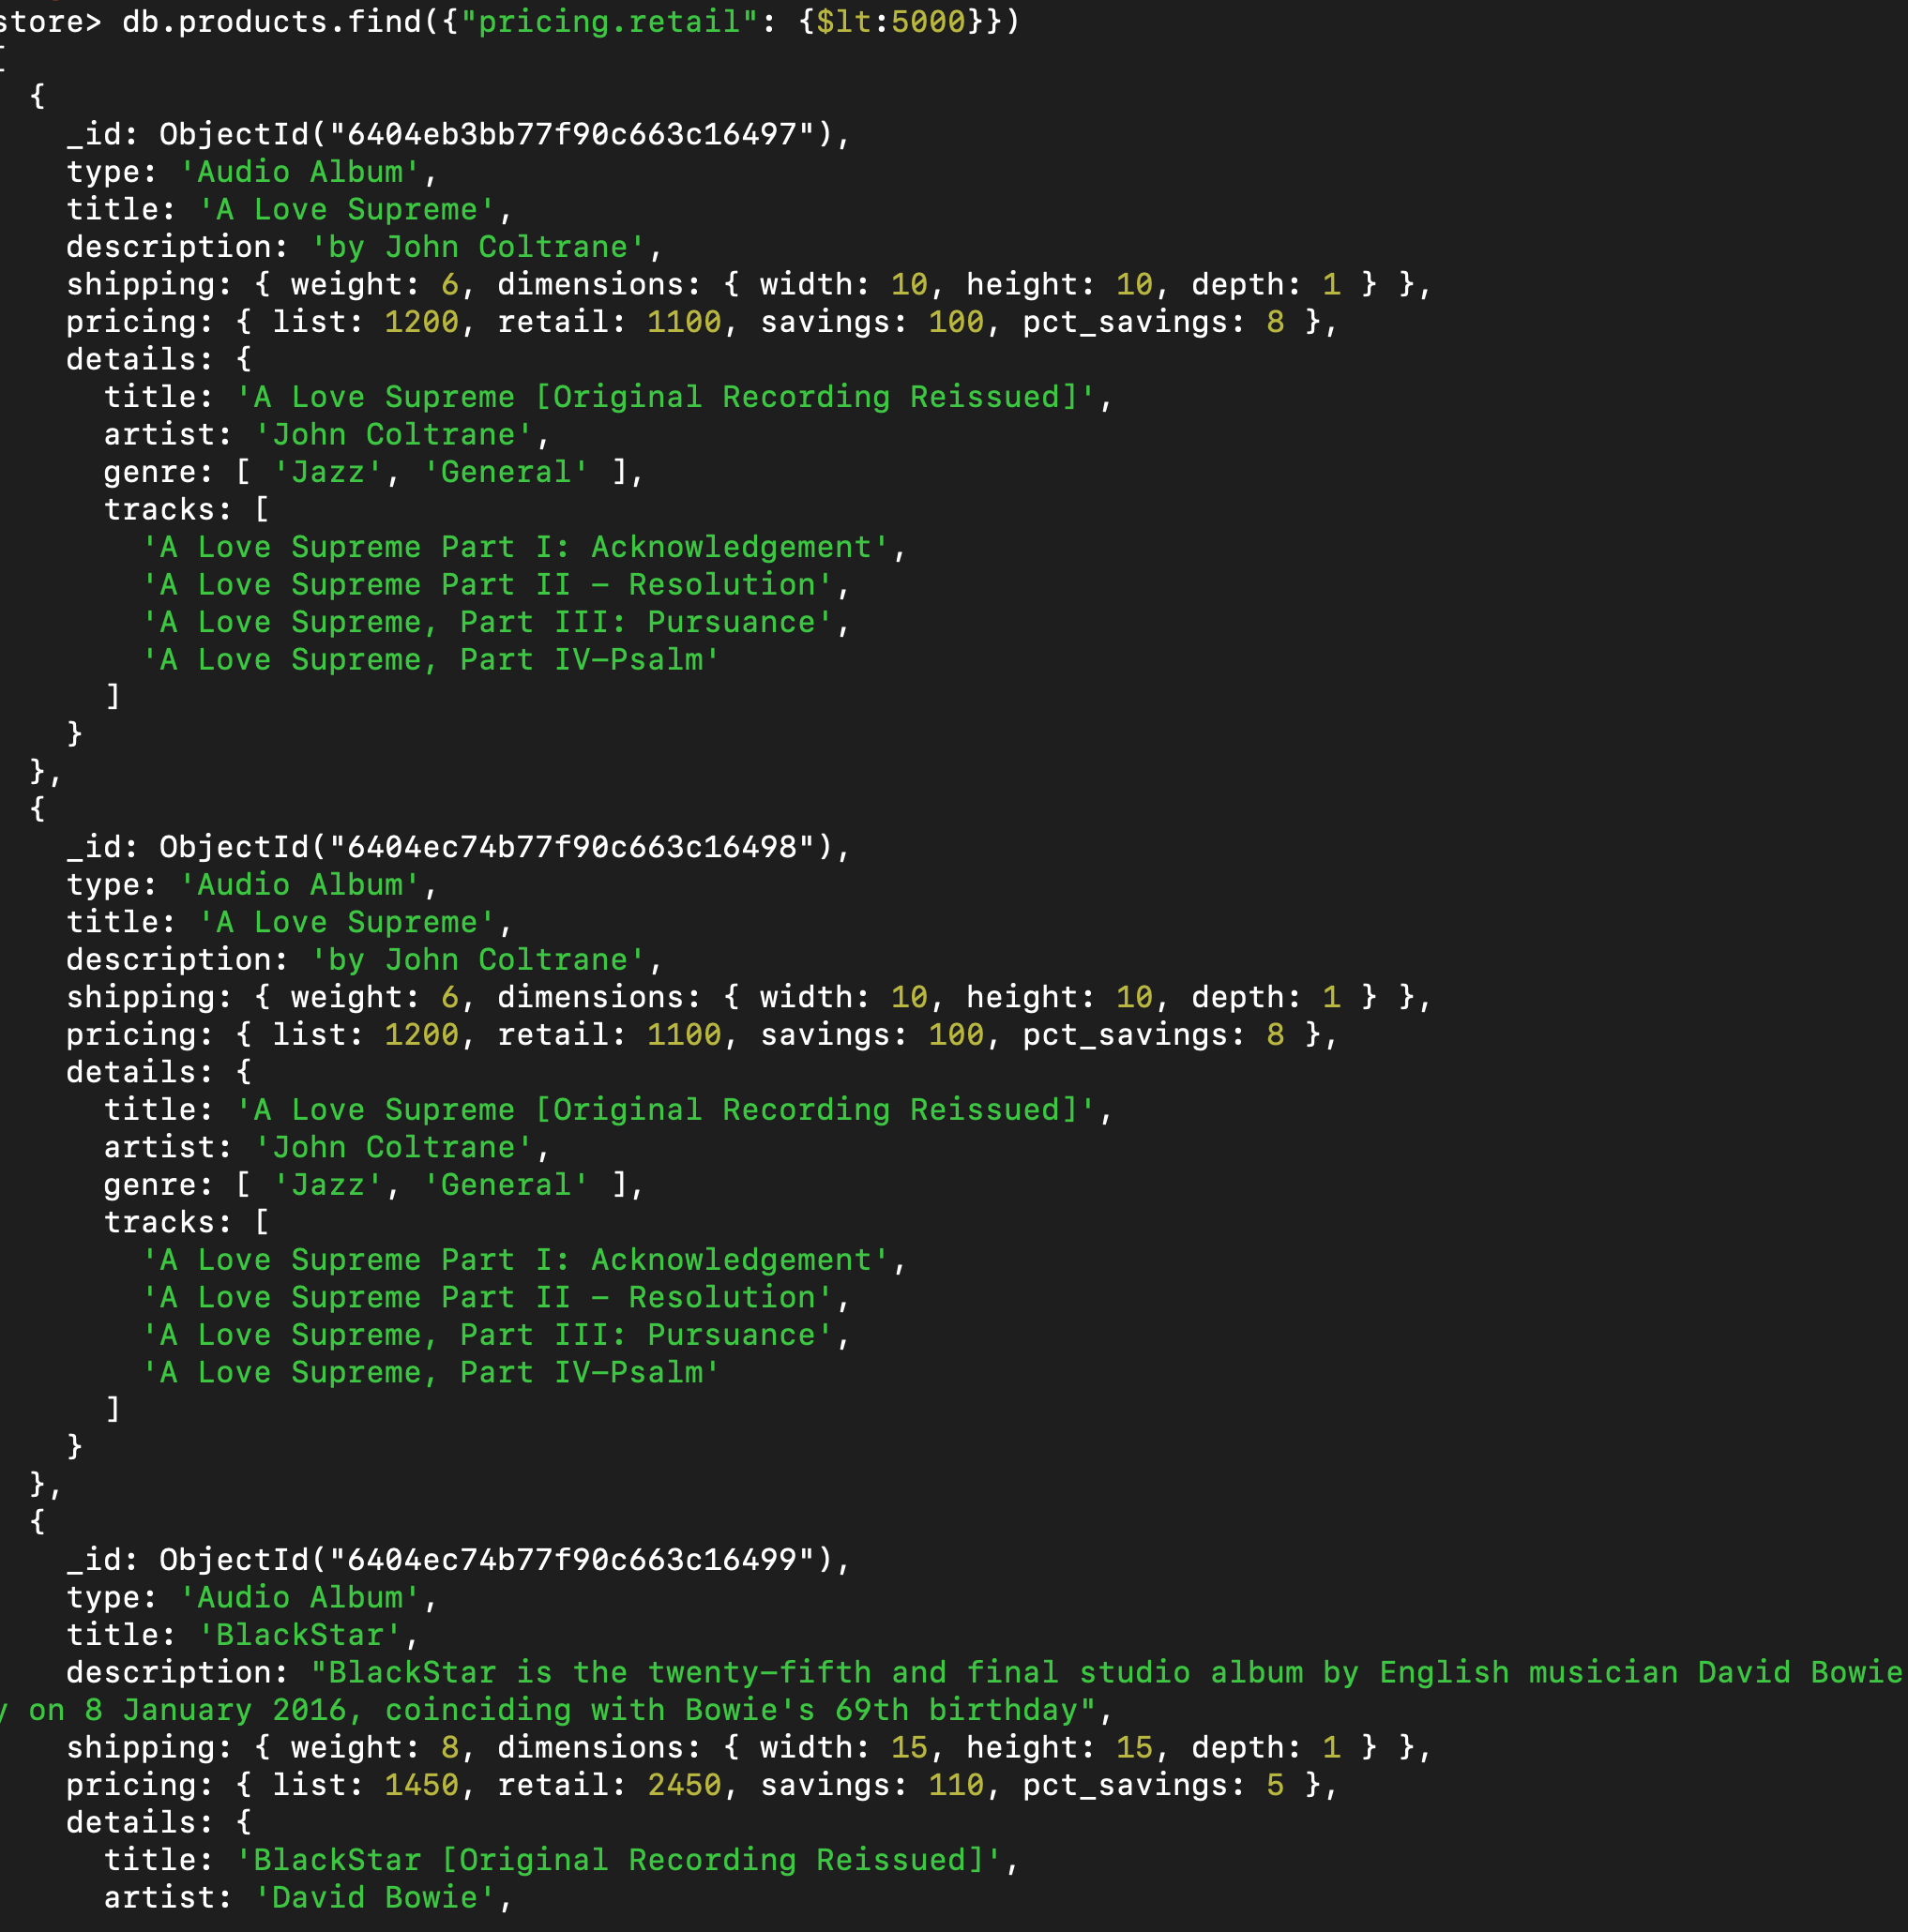 store> db.products.find({"pricing.retail": {$lt:5000}})
[
  {
    _id: ObjectId("6404eb3bb77f90c663c16497"),
    type: 'Audio Album',
    title: 'A Love Supreme',
    description: 'by John Coltrane',
    shipping: { weight: 6, dimensions: { width: 10, height: 10, depth: 1 } },
    pricing: { list: 1200, retail: 1100, savings: 100, pct_savings: 8 },
    details: {
      title: 'A Love Supreme [Original Recording Reissued]',
      artist: 'John Coltrane',
      genre: [ 'Jazz', 'General' ],
      tracks: [
        'A Love Supreme Part I: Acknowledgement',
        'A Love Supreme Part II - Resolution',
        'A Love Supreme, Part III: Pursuance',
        'A Love Supreme, Part IV-Psalm'
      ]
    }
  },
  {
    _id: ObjectId("6404ec74b77f90c663c16498"),
    type: 'Audio Album',
    title: 'A Love Supreme',
    description: 'by John Coltrane',
    shipping: { weight: 6, dimensions: { width: 10, height: 10, depth: 1 } },
    pricing: { list: 1200, retail: 1100, savings: 100, pct_savings: 8 },
    details: {
      title: 'A Love Supreme [Original Recording Reissued]',
      artist: 'John Coltrane',
      genre: [ 'Jazz', 'General' ],
      tracks: [
        'A Love Supreme Part I: Acknowledgement',
        'A Love Supreme Part II - Resolution',
        'A Love Supreme, Part III: Pursuance',
        'A Love Supreme, Part IV-Psalm'
      ]
    }
  },
  {
    _id: ObjectId("6404ec74b77f90c663c16499"),
    type: 'Audio Album',
    title: 'BlackStar',
    description: "BlackStar is the twenty-fifth and final studio album by English musician David Bowie
y on 8 January 2016, coinciding with Bowie's 69th birthday",
    shipping: { weight: 8, dimensions: { width: 15, height: 15, depth: 1 } },
    pricing: { list: 1450, retail: 2450, savings: 110, pct_savings: 5 },
    details: {
      title: 'BlackStar [Original Recording Reissued]',
      artist: 'David Bowie',